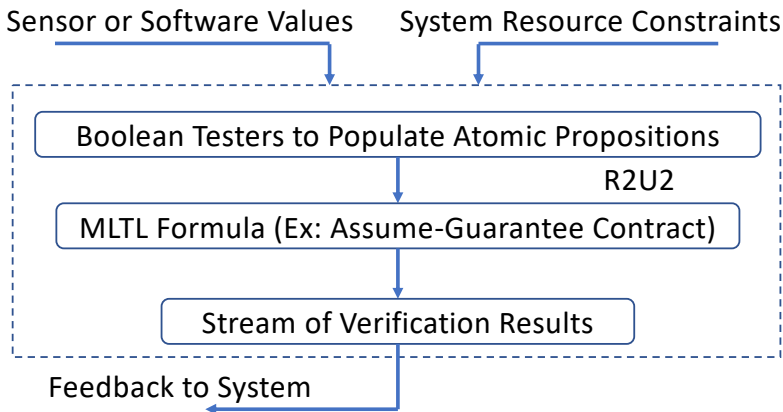 Sensor or Software Values
System Resource Constraints
Boolean Testers to Populate Atomic Propositions
R2U2
MLTL Formula (Ex: Assume-Guarantee Contract)
Stream of Verification Results
Feedback to System